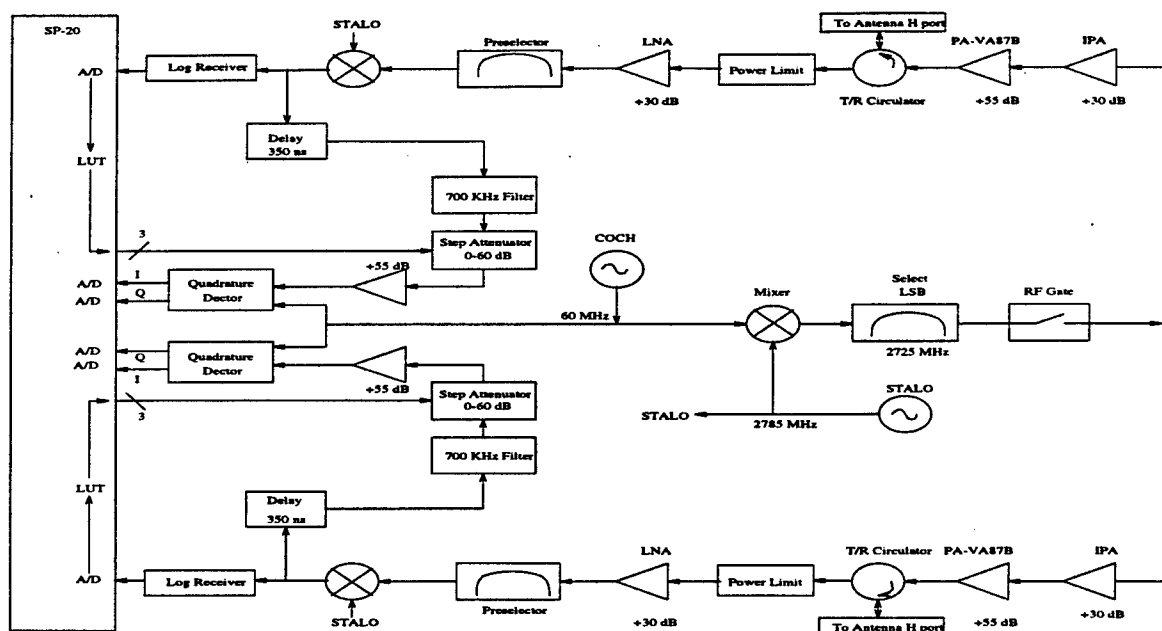 SP-20
STALO
To Antenna H port
Preselector
LNA
PA-VA87B
IPA
A/D
Log Receiver
Power Limit
+30 dB
T/R Circulator
+55 dB
+30 dB
Delay
350 ns
LUT
700 KHz Filter
3
Step Attenuator
0-60 dB
COCH
+55 dB
A/D
I
Quadrature
Dector
A/D
Q
Mixer
Select
LSB
RF Gate
60 MHz
2725 MHz
A/D
Q
Quadrature
Dector
A/D
I
+55 dB
STALO
3
Step Attenuator
0-60 dB
STALO
2785 MHz
700 KHz Filter
LUT
Delay
350 ns
LNA
T/R Circulator
PA-VA87B
IPA
A/D
Log Receiver
Power Limit
Preselector
STALO
+30 dB
To Antenna H port
+55 dB
+30 dB